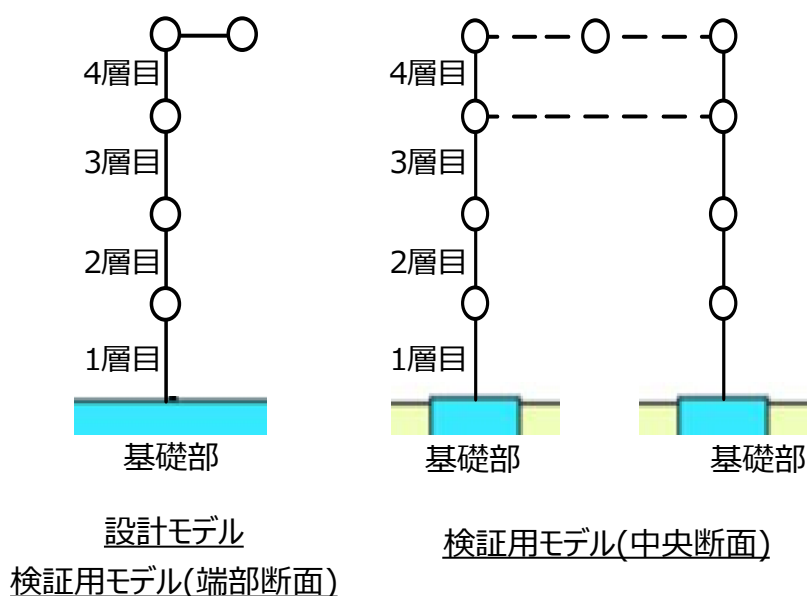 4層目
3層目
2層目
1層目
基礎部
設計モデル
検証用モデル(端部断面)
4層目
3層目
2層目
1層目
基礎部
基礎部
検証用モデル(中央断面)